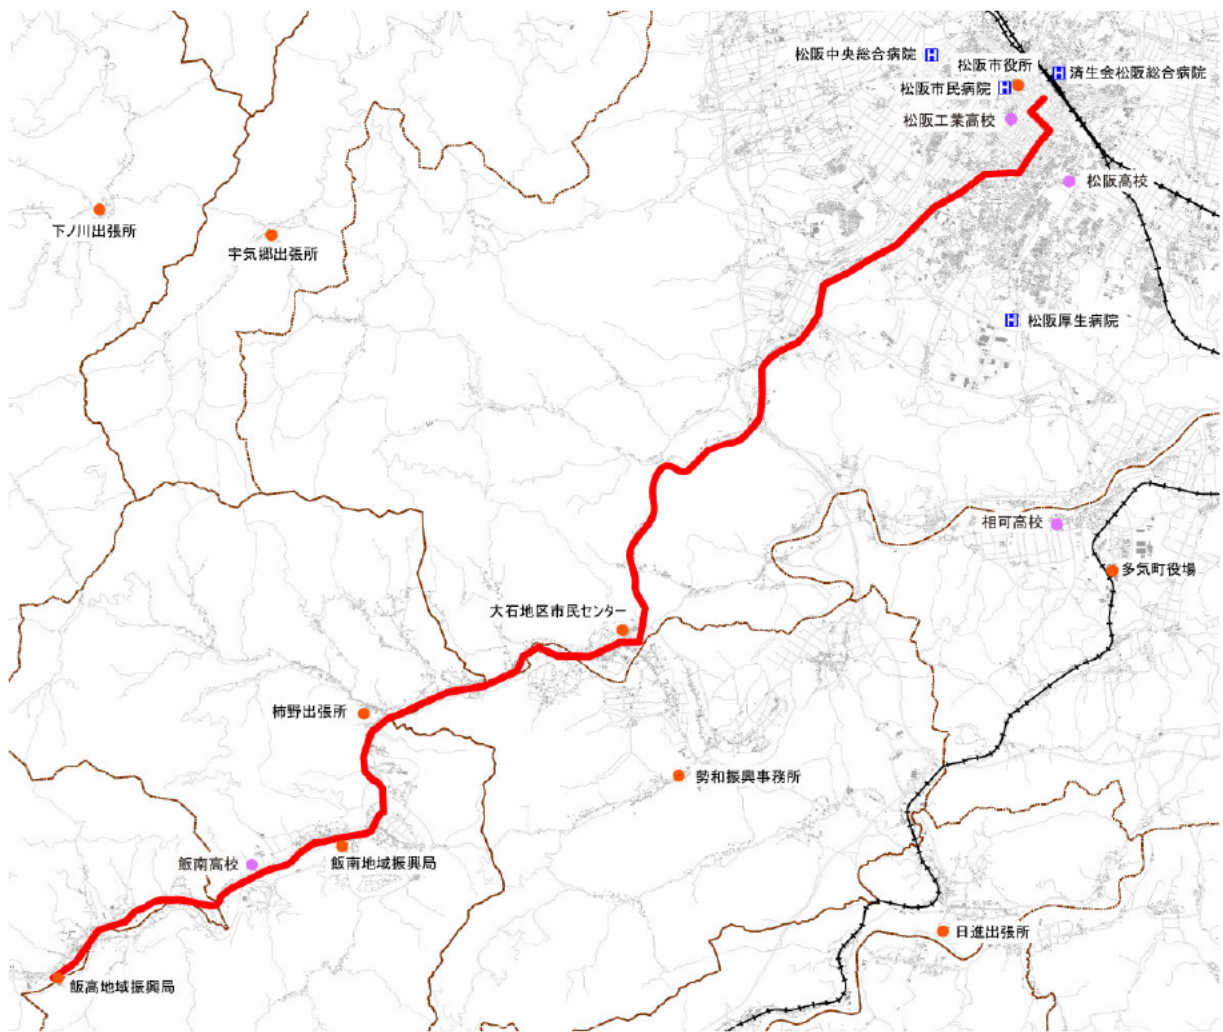 松阪中央総合病院
松阪市役所
済生会松阪総合病院
松阪市民病院
松阪工業高校
松阪高校
下ノ川出張所
宇気郷出張所
松阪厚生病院
相可高校
多気町役場
大石地区市民センター
柿野出張所
勢和振興事務所
飯南高校
飯南地域振興局
日進出張所
飯高地域振興局